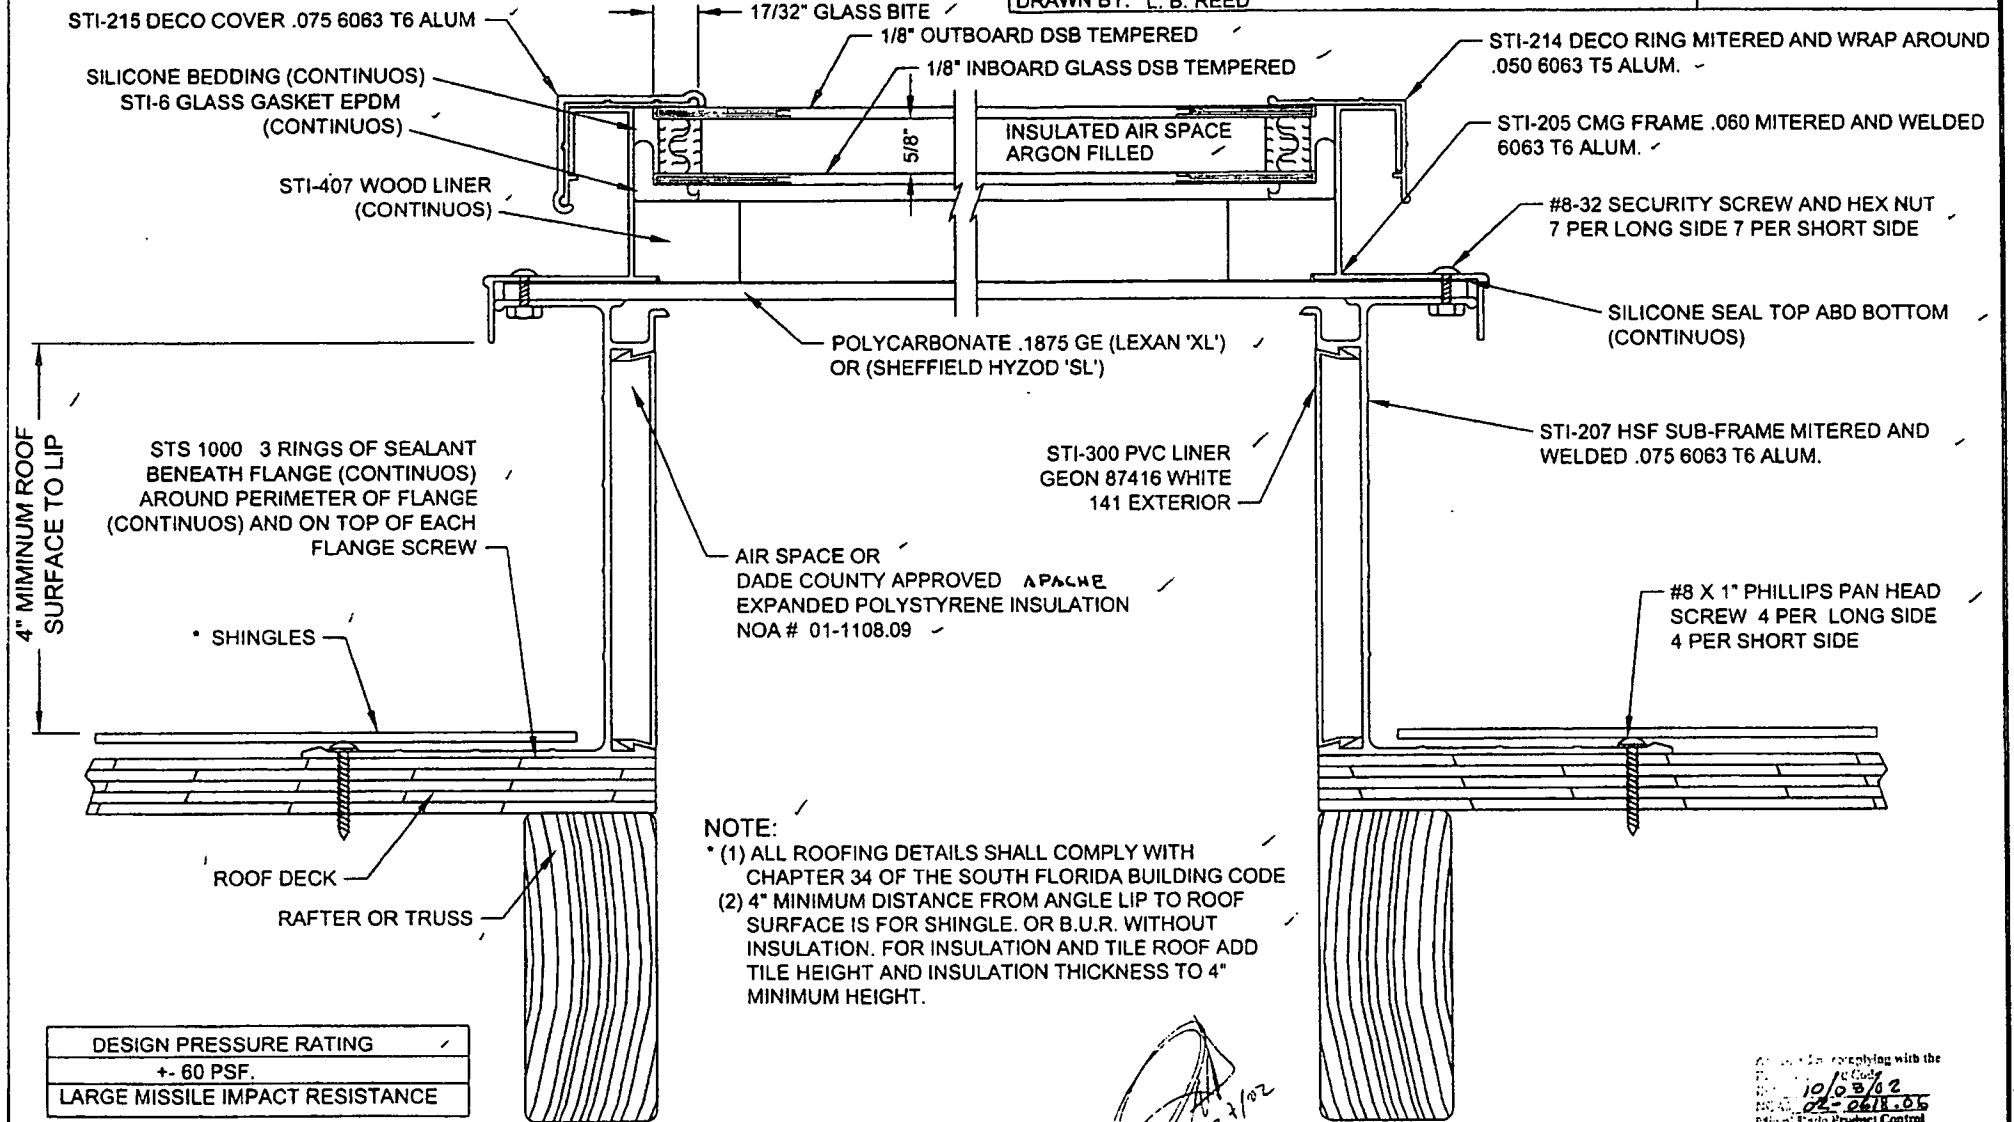 DRAWN BY: L. B. REED
STI-215 DECO COVER .075 6063 T6 ALUM
17/32" GLASS BITE
1/8" OUTBOARD DSB TEMPERED
1/8" INBOARD GLASS DSB TEMPERED
STI-214 DECO RING MITERED AND WRAP AROUND
.050 6063 T5 ALUM.
SILICONE BEDDING (CONTINUOS)
STI-6 GLASS GASKET EPDM
(CONTINUOS)
5/8"
INSULATED AIR SPACE
ARGON FILLED
STI-205 CMG FRAME .060 MITERED AND WELDED
6063 T6 ALUM.
STI-407 WOOD LINER
(CONTINUOS)
#8-32 SECURITY SCREW AND HEX NUT
7 PER LONG SIDE 7 PER SHORT SIDE
SILICONE SEAL TOP ABD BOTTOM
(CONTINUOS)
POLYCARBONATE .1875 GE (LEXAN 'XL')
OR (SHEFFIELD HYZOD 'SL')
4" MIMINUM ROOF
SURFACE TO LIP
STS 1000 3 RINGS OF SEALANT
BENEATH FLANGE (CONTINUOS)
AROUND PERIMETER OF FLANGE
(CONTINUOS) AND ON TOP OF EACH
FLANGE SCREW
STI-300 PVC LINER
GEON 87416 WHITE
141 EXTERIOR
STI-207 HSF SUB-FRAME MITERED AND
WELDED .075 6063 T6 ALUM.
AIR SPACE OR
DADE COUNTY APPROVED APACHE
EXPANDED POLYSTYRENE INSULATION
NOA # 01-1108.09
#8 X 1" PHILLIPS PAN HEAD
SCREW 4 PER LONG SIDE
4 PER SHORT SIDE
* SHINGLES
ROOF DECK
RAFTER OR TRUSS
NOTE:
* (1) ALL ROOFING DETAILS SHALL COMPLY WITH
CHAPTER 34 OF THE SOUTH FLORIDA BUILDING CODE
(2) 4" MINIMUM DISTANCE FROM ANGLE LIP TO ROOF
SURFACE IS FOR SHINGLE. OR B.U.R. WITHOUT
INSULATION. FOR INSULATION AND TILE ROOF ADD
TILE HEIGHT AND INSULATION THICKNESS TO 4"
MINIMUM HEIGHT.
DESIGN PRESSURE RATING
+- 60 PSF.
LARGE MISSILE IMPACT RESISTANCE
complying with the
Code
10/03/02
02-0618.06
Product Control